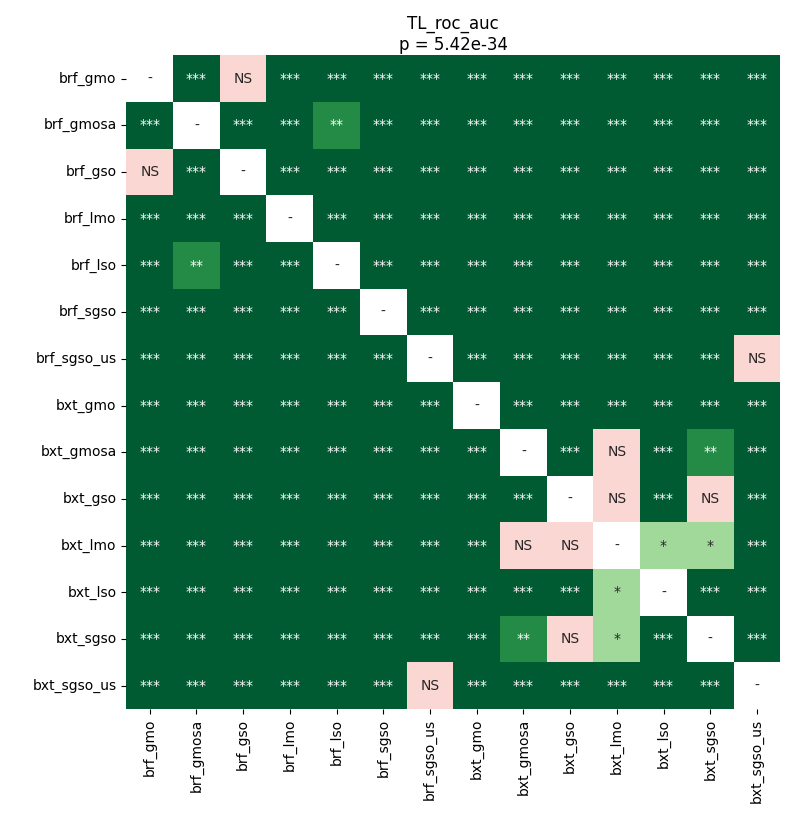 TL_roc_auc
p = 5.42e-34
brf_gmo - *** NS *** *** *** *** *** *** *** *** *** *** ***
brf_gmosa *** - *** *** ** *** *** *** *** *** *** *** *** ***
brf_gso NS *** - *** *** *** *** *** *** *** *** *** *** ***
brf_lmo *** *** *** - *** *** *** *** *** *** *** *** *** ***
brf_lso *** ** *** *** - *** *** *** *** *** *** *** *** ***
brf_sgso *** *** *** *** *** - *** *** *** *** *** *** *** ***
brf_sgso_us *** *** *** *** *** *** - *** *** *** *** *** *** NS
bxt_gmo *** *** *** *** *** *** *** - *** *** *** *** *** ***
bxt_gmosa *** *** *** *** *** *** *** *** - *** NS *** ** ***
bxt_gso *** *** *** *** *** *** *** *** *** - NS *** NS ***
bxt_lmo *** *** *** *** *** *** *** *** NS NS - * * ***
bxt_lso *** *** *** *** *** *** *** *** *** *** * - *** ***
bxt_sgso *** *** *** *** *** *** *** *** ** NS * *** - ***
bxt_sgso_us *** *** *** *** *** *** NS *** *** *** *** *** *** -
brf_gmo brf_gmosa brf_gso brf_lmo brf_lso brf_sgso brf_sgso_us bxt_gmo bxt_gmosa bxt_gso bxt_lmo bxt_lso bxt_sgso bxt_sgso_us